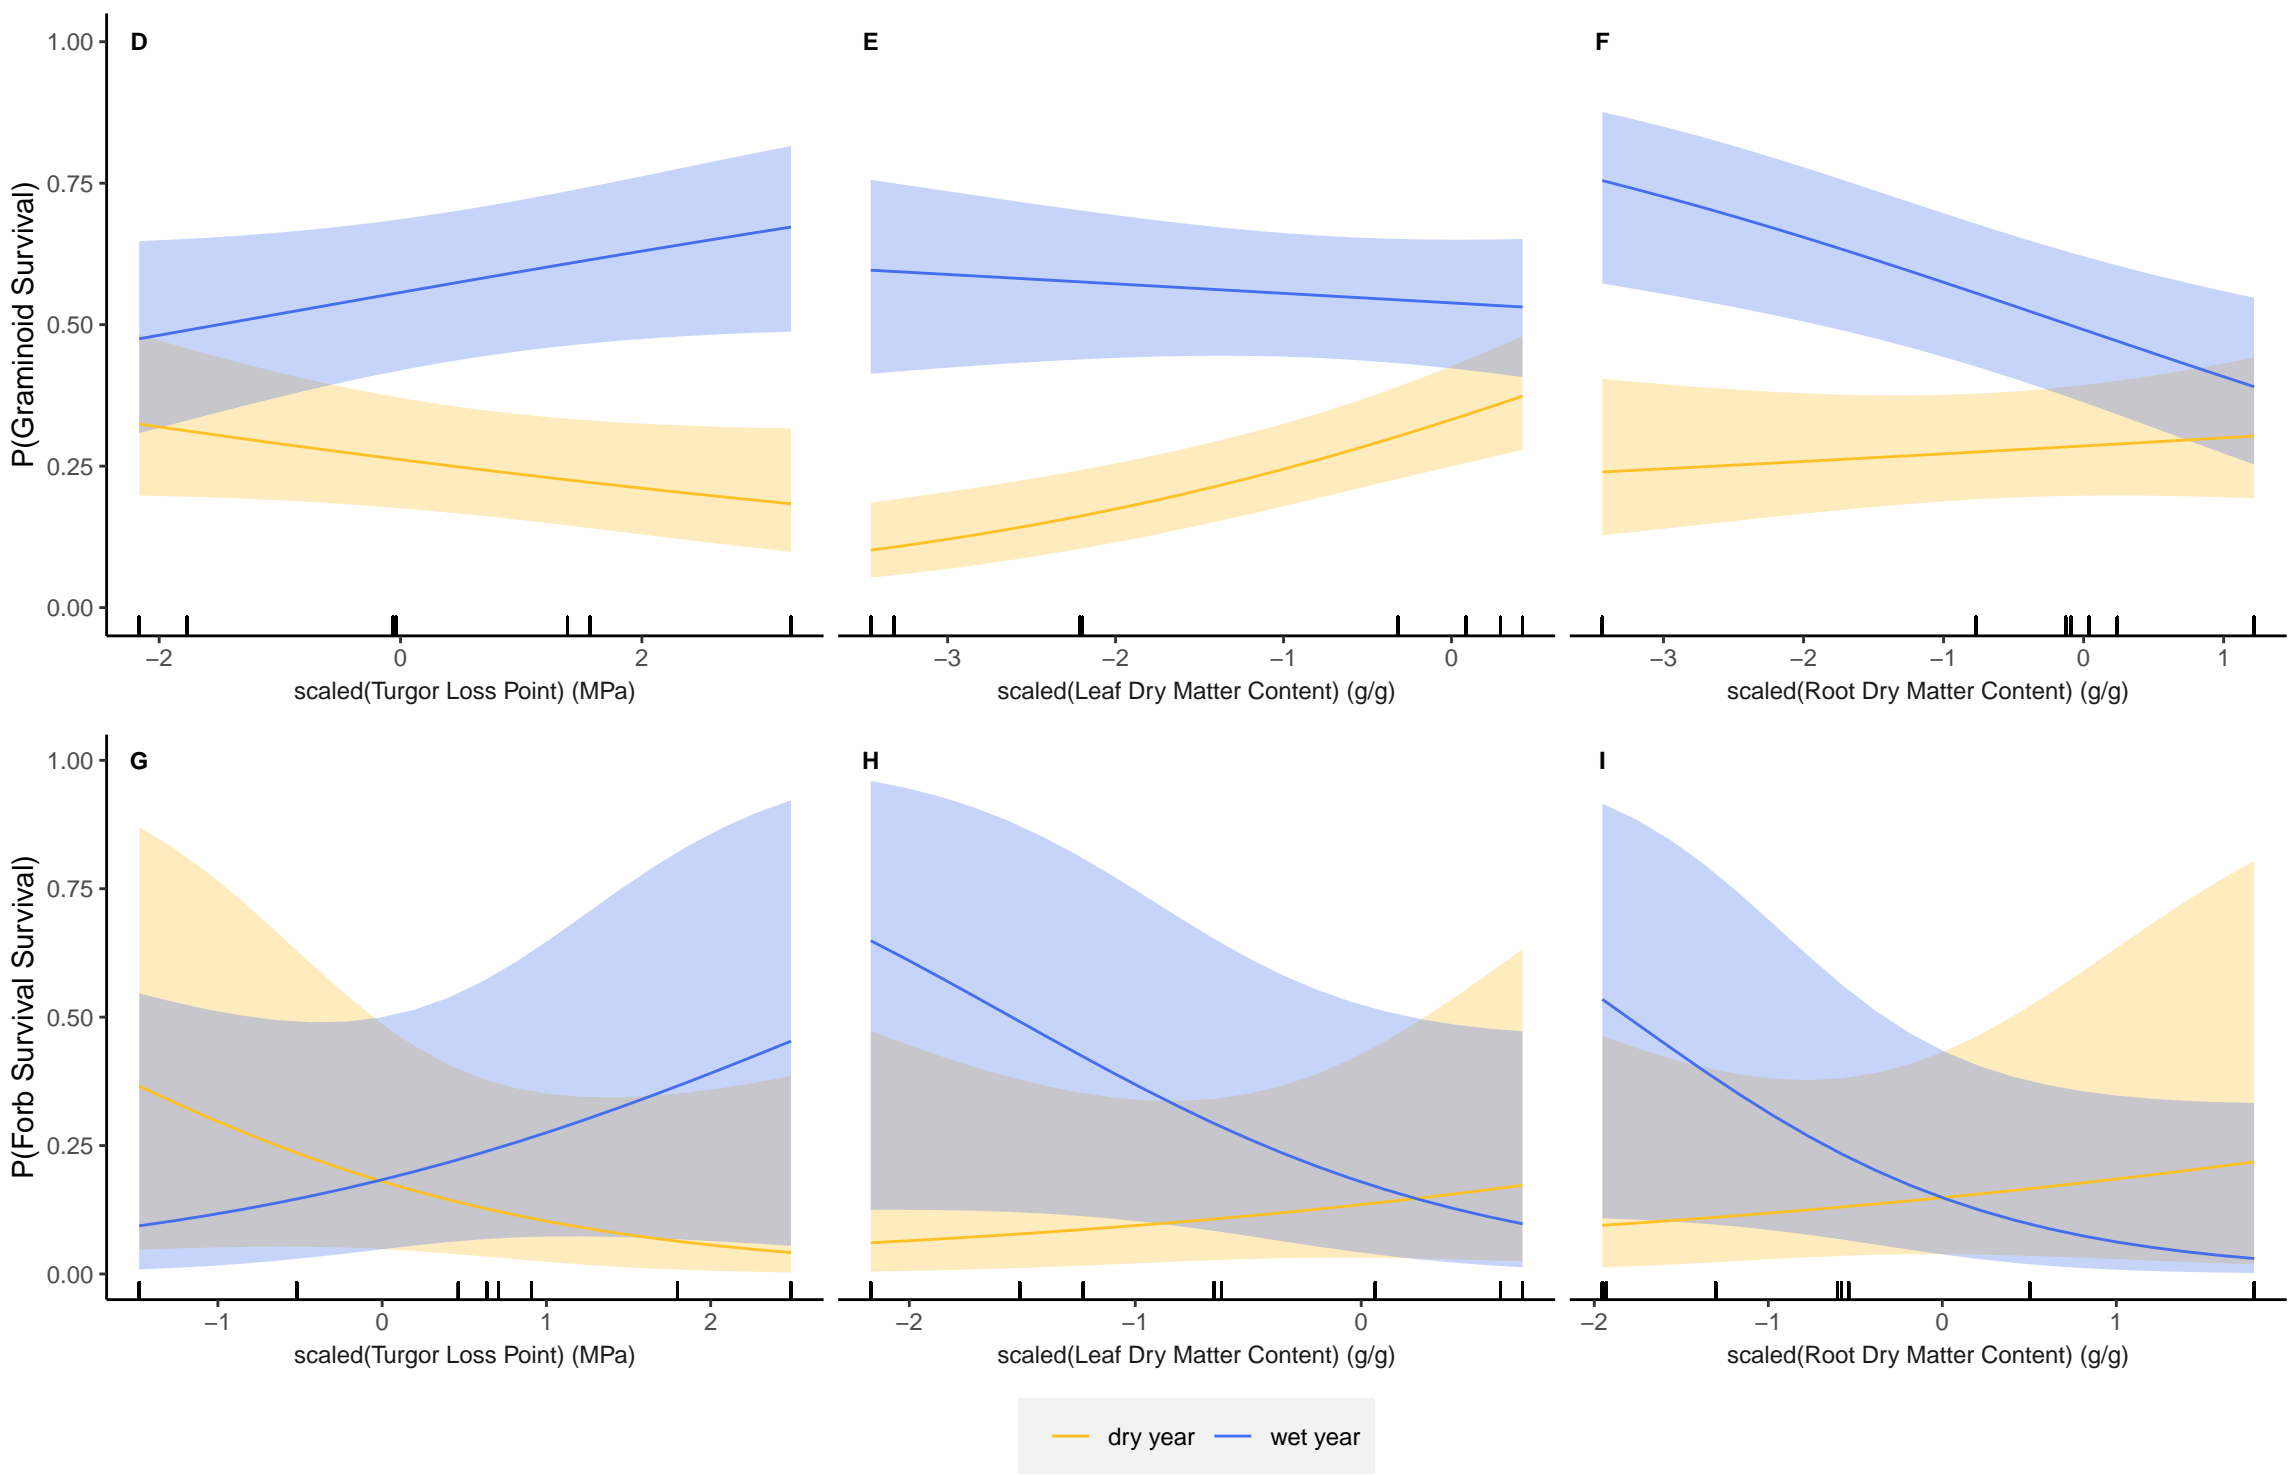 D E F
P(Graminoid Survival)
1.00
0.75
0.50
0.25
0.00
−2 0 2
−3 −2 −1 0
−3 −2 −1 0 1
scaled(Turgor Loss Point) (MPa)
scaled(Leaf Dry Matter Content) (g/g)
scaled(Root Dry Matter Content) (g/g)
G H I
P(Forb Survival Survival)
1.00
0.75
0.50
0.25
0.00
−1 0 1 2
−2 −1 0
−2 −1 0 1
scaled(Turgor Loss Point) (MPa)
scaled(Leaf Dry Matter Content) (g/g)
scaled(Root Dry Matter Content) (g/g)
dry year wet year